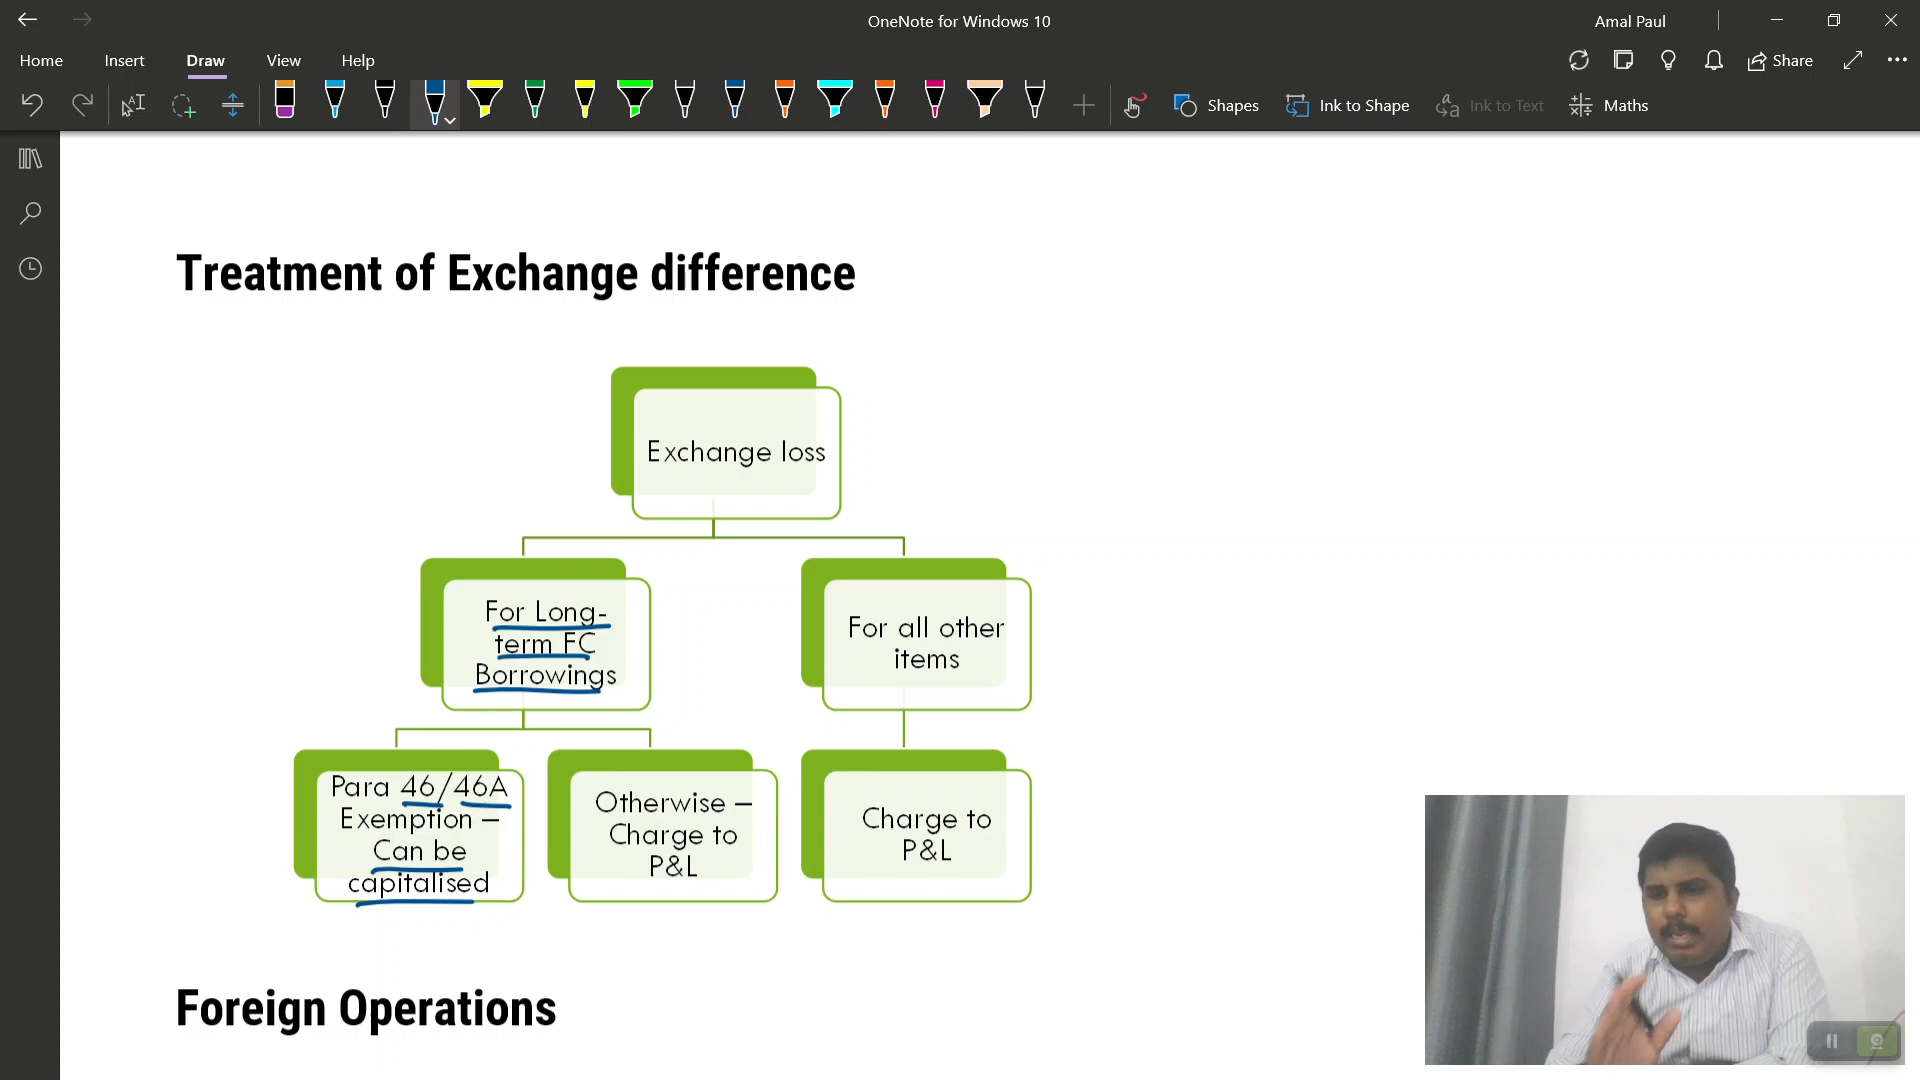 OneNote for Windows 10
Amal Paul
Home Insert Draw View Help
Share
Shapes Ink to Shape Ink to Text Maths
Treatment of Exchange difference
Exchange loss
For Long-
term FC
Borrowings
For all other
items
Para 46/46A
Exemption –
Can be
capitalised
Otherwise –
Charge to
P&L
Charge to
P&L
Foreign Operations